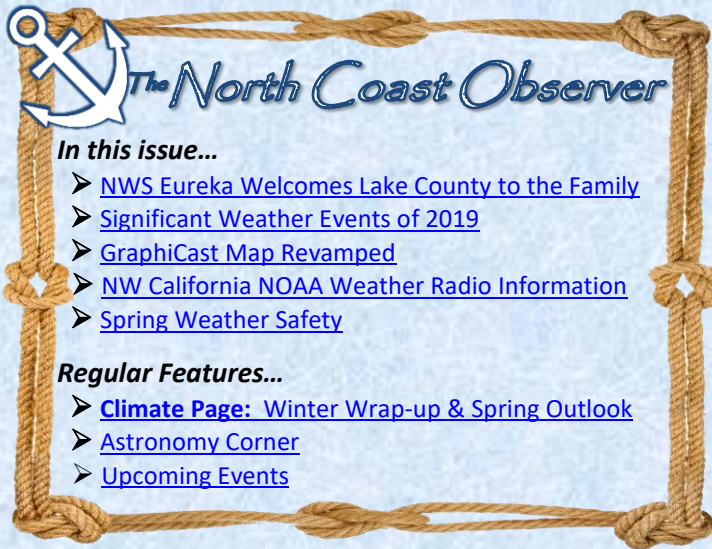 The North Coast Observer
In this issue…
➢ NWS Eureka Welcomes Lake County to the Family
➢ Significant Weather Events of 2019
➢ GraphiCast Map Revamped
➢ NW California NOAA Weather Radio Information
➢ Spring Weather Safety
Regular Features…
➢ Climate Page: Winter Wrap-up & Spring Outlook
➢ Astronomy Corner
➢ Upcoming Events